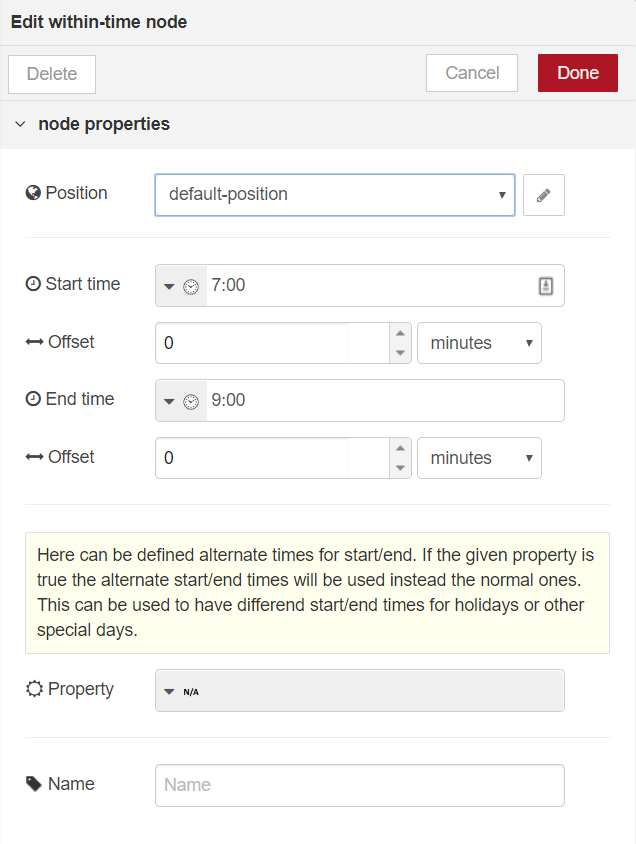 Edit within-time node
Delete Cancel Done
node properties
Position default-position
Start time 7:00
Offset 0 minutes
End time 9:00
Offset 0 minutes
Here can be defined alternate times for start/end. If the given property is
true the alternate start/end times will be used instead the normal ones.
This can be used to have differend start/end times for holidays or other
special days.
Property N/A
Name Name